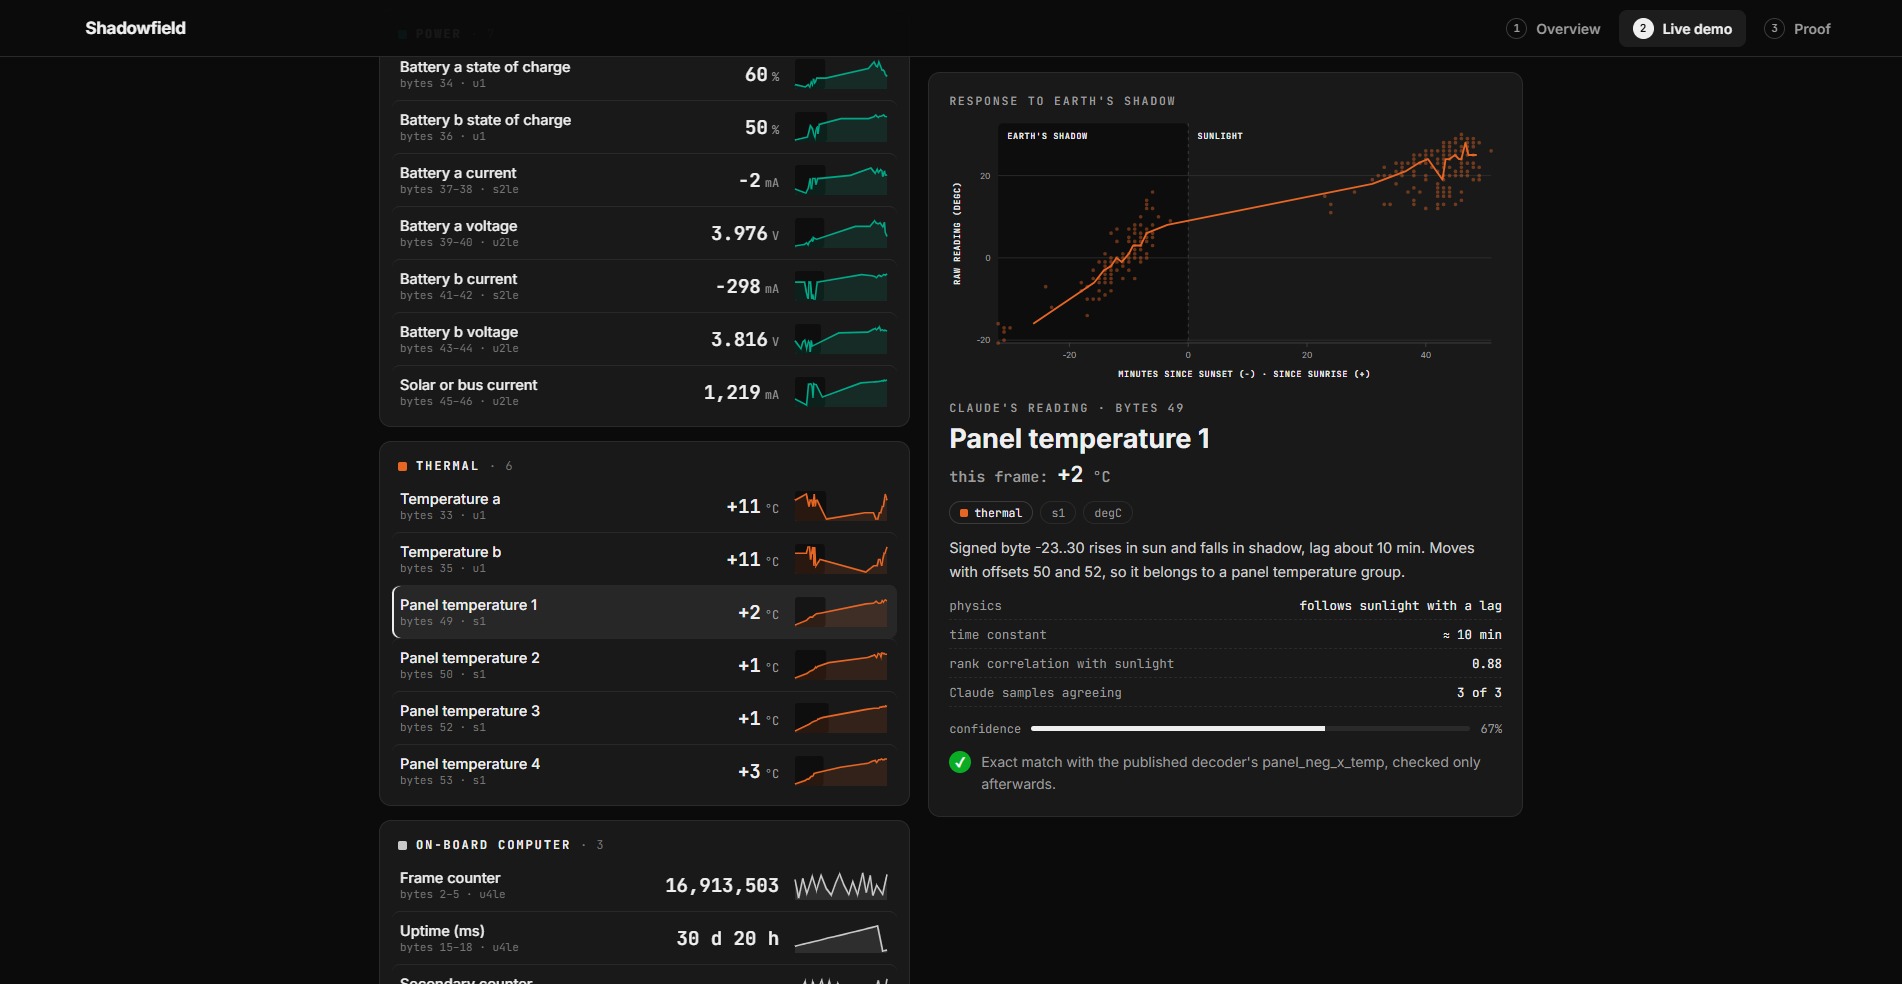 Shadowfield
1 Overview
2 Live demo
3 Proof
POWER · 7
Battery a state of charge
bytes 34 · u1
60 %
Battery b state of charge
bytes 36 · u1
50 %
Battery a current
bytes 37–38 · s2le
-2 mA
Battery a voltage
bytes 39–40 · u2le
3.976 V
Battery b current
bytes 41–42 · s2le
-298 mA
Battery b voltage
bytes 43–44 · u2le
3.816 V
Solar or bus current
bytes 45–46 · u2le
1,219 mA
THERMAL · 6
Temperature a
bytes 33 · u1
+11 °C
Temperature b
bytes 35 · u1
+11 °C
Panel temperature 1
bytes 49 · s1
+2 °C
Panel temperature 2
bytes 50 · s1
+1 °C
Panel temperature 3
bytes 52 · s1
+1 °C
Panel temperature 4
bytes 53 · s1
+3 °C
ON-BOARD COMPUTER · 3
Frame counter
bytes 2–5 · u4le
16,913,503
Uptime (ms)
bytes 15–18 · u4le
30 d 20 h
Secondary counter
RESPONSE TO EARTH'S SHADOW
EARTH'S SHADOW
SUNLIGHT
RAW READING (DEGC)
20
0
-20
-20
0
20
40
MINUTES SINCE SUNSET (-) · SINCE SUNRISE (+)
CLAUDE'S READING · BYTES 49
Panel temperature 1
this frame: +2 °C
thermal
s1
degC
Signed byte -23..30 rises in sun and falls in shadow, lag about 10 min. Moves
with offsets 50 and 52, so it belongs to a panel temperature group.
physics
follows sunlight with a lag
time constant
≈ 10 min
rank correlation with sunlight
0.88
Claude samples agreeing
3 of 3
confidence
67%
Exact match with the published decoder's panel_neg_x_temp, checked only
afterwards.